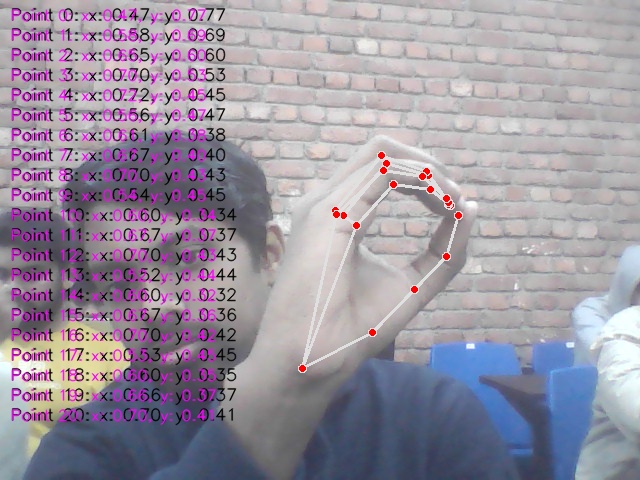 Point 0: x:0.47, y:0.77
Point 1: x:0.58, y:0.69
Point 2: x:0.65, y:0.60
Point 3: x:0.70, y:0.53
Point 4: x:0.72, y:0.45
Point 5: x:0.56, y:0.47
Point 6: x:0.61, y:0.38
Point 7: x:0.67, y:0.40
Point 8: x:0.70, y:0.43
Point 9: x:0.54, y:0.45
Point 10: x:0.60, y:0.34
Point 11: x:0.67, y:0.37
Point 12: x:0.70, y:0.43
Point 13: x:0.52, y:0.44
Point 14: x:0.60, y:0.32
Point 15: x:0.67, y:0.36
Point 16: x:0.70, y:0.42
Point 17: x:0.53, y:0.45
Point 18: x:0.60, y:0.35
Point 19: x:0.66, y:0.37
Point 20: x:0.70, y:0.41